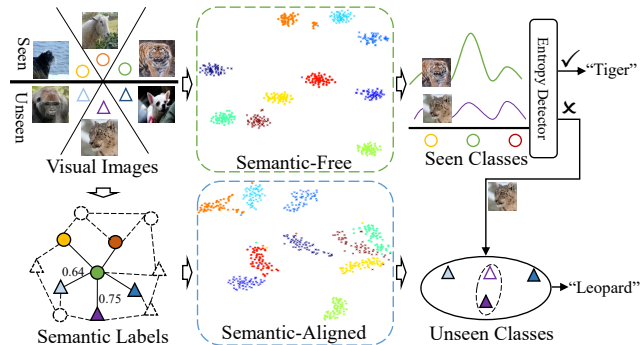 Seen
Unseen
Visual Images
Semantic-Free
Seen Classes
Entropy Detector
✓
✗
“Tiger”
0.64
0.75
Semantic Labels
Semantic-Aligned
Unseen Classes
“Leopard”